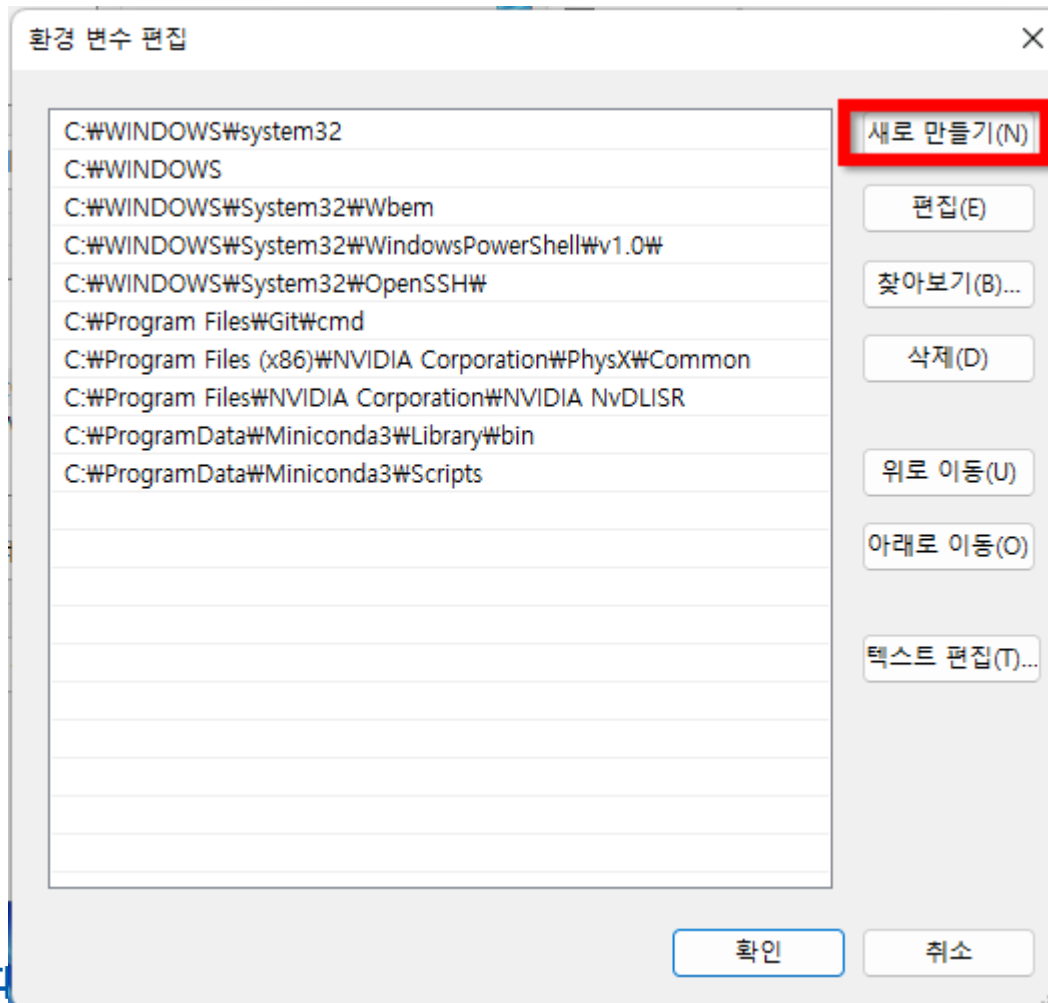 환경 변수 편집
C:₩WINDOWS₩system32
C:₩WINDOWS
C:₩WINDOWS₩System32₩Wbem
C:₩WINDOWS₩System32₩WindowsPowerShell₩v1.0₩
C:₩WINDOWS₩System32₩OpenSSH₩
C:₩Program Files₩Git₩cmd
C:₩Program Files (x86)₩NVIDIA Corporation₩PhysX₩Common
C:₩Program Files₩NVIDIA Corporation₩NVIDIA NvDLISR
C:₩ProgramData₩Miniconda3₩Library₩bin
C:₩ProgramData₩Miniconda3₩Scripts
새로 만들기(N)
편집(E)
찾아보기(B)...
삭제(D)
위로 이동(U)
아래로 이동(O)
텍스트 편집(T)...
확인
취소